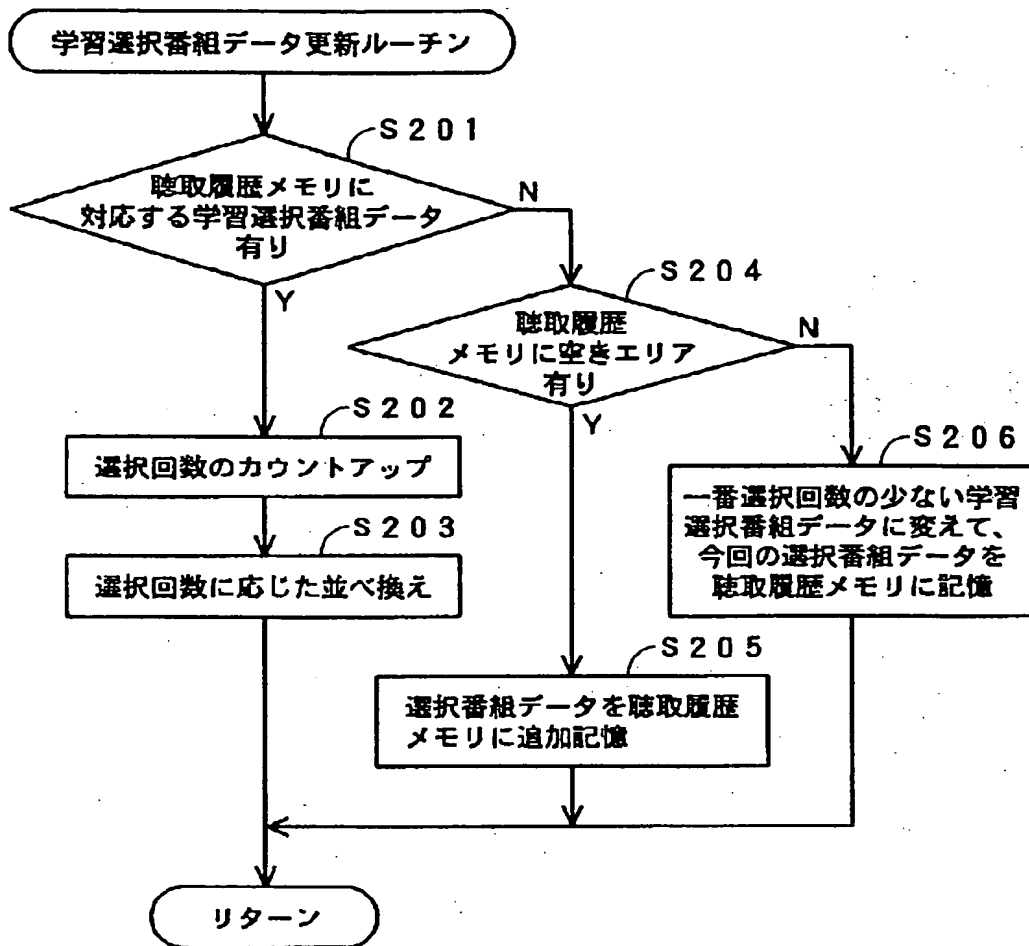 学習選択番組データ更新ルーチン
S201
聴取履歴メモリに
対応する学習選択番組データ
有り
N
Y
S204
聴取履歴
メモリに空きエリア
有り
N
Y
S202
選択回数のカウントアップ
S203
選択回数に応じた並べ換え
S206
一番選択回数の少ない学習
選択番組データに変えて、
今回の選択番組データを
聴取履歴メモリに記憶
S205
選択番組データを聴取履歴
メモリに追加記憶
リターン